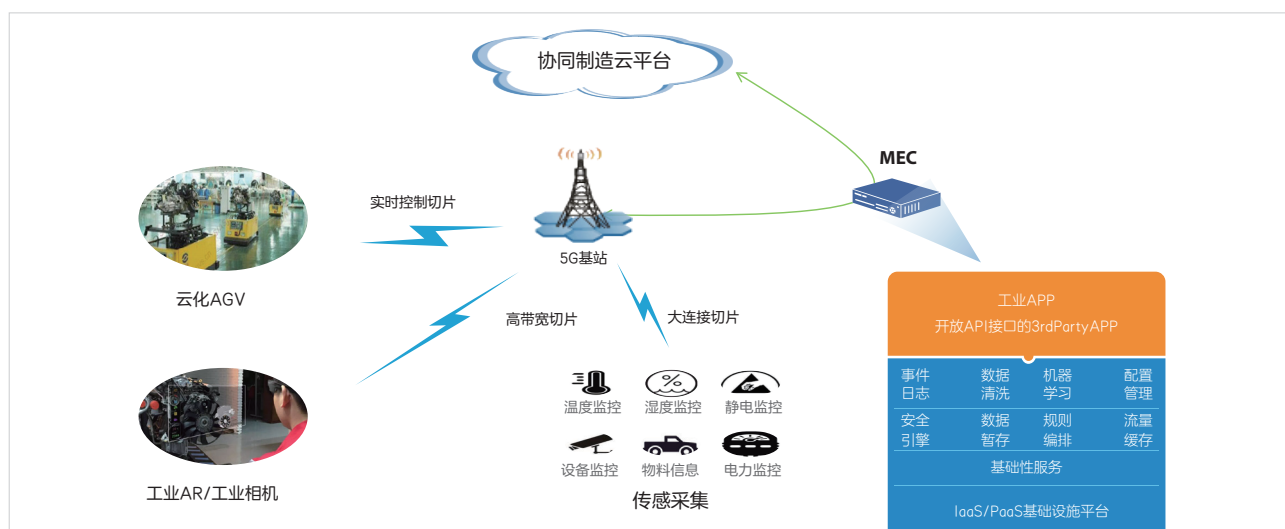 协同制造云平台
MEC
实时控制切片
5G基站
云化AGV
高带宽切片
大连接切片
工业APP
开放API接口的3rdPartyAPP
事件日志
数据清洗
机器学习
配置管理
安全引擎
数据暂存
规则编排
流量缓存
基础性服务
IaaS/PaaS基础设施平台
温度监控
湿度监控
静电监控
设备监控
物料信息
电力监控
传感采集
工业AR/工业相机